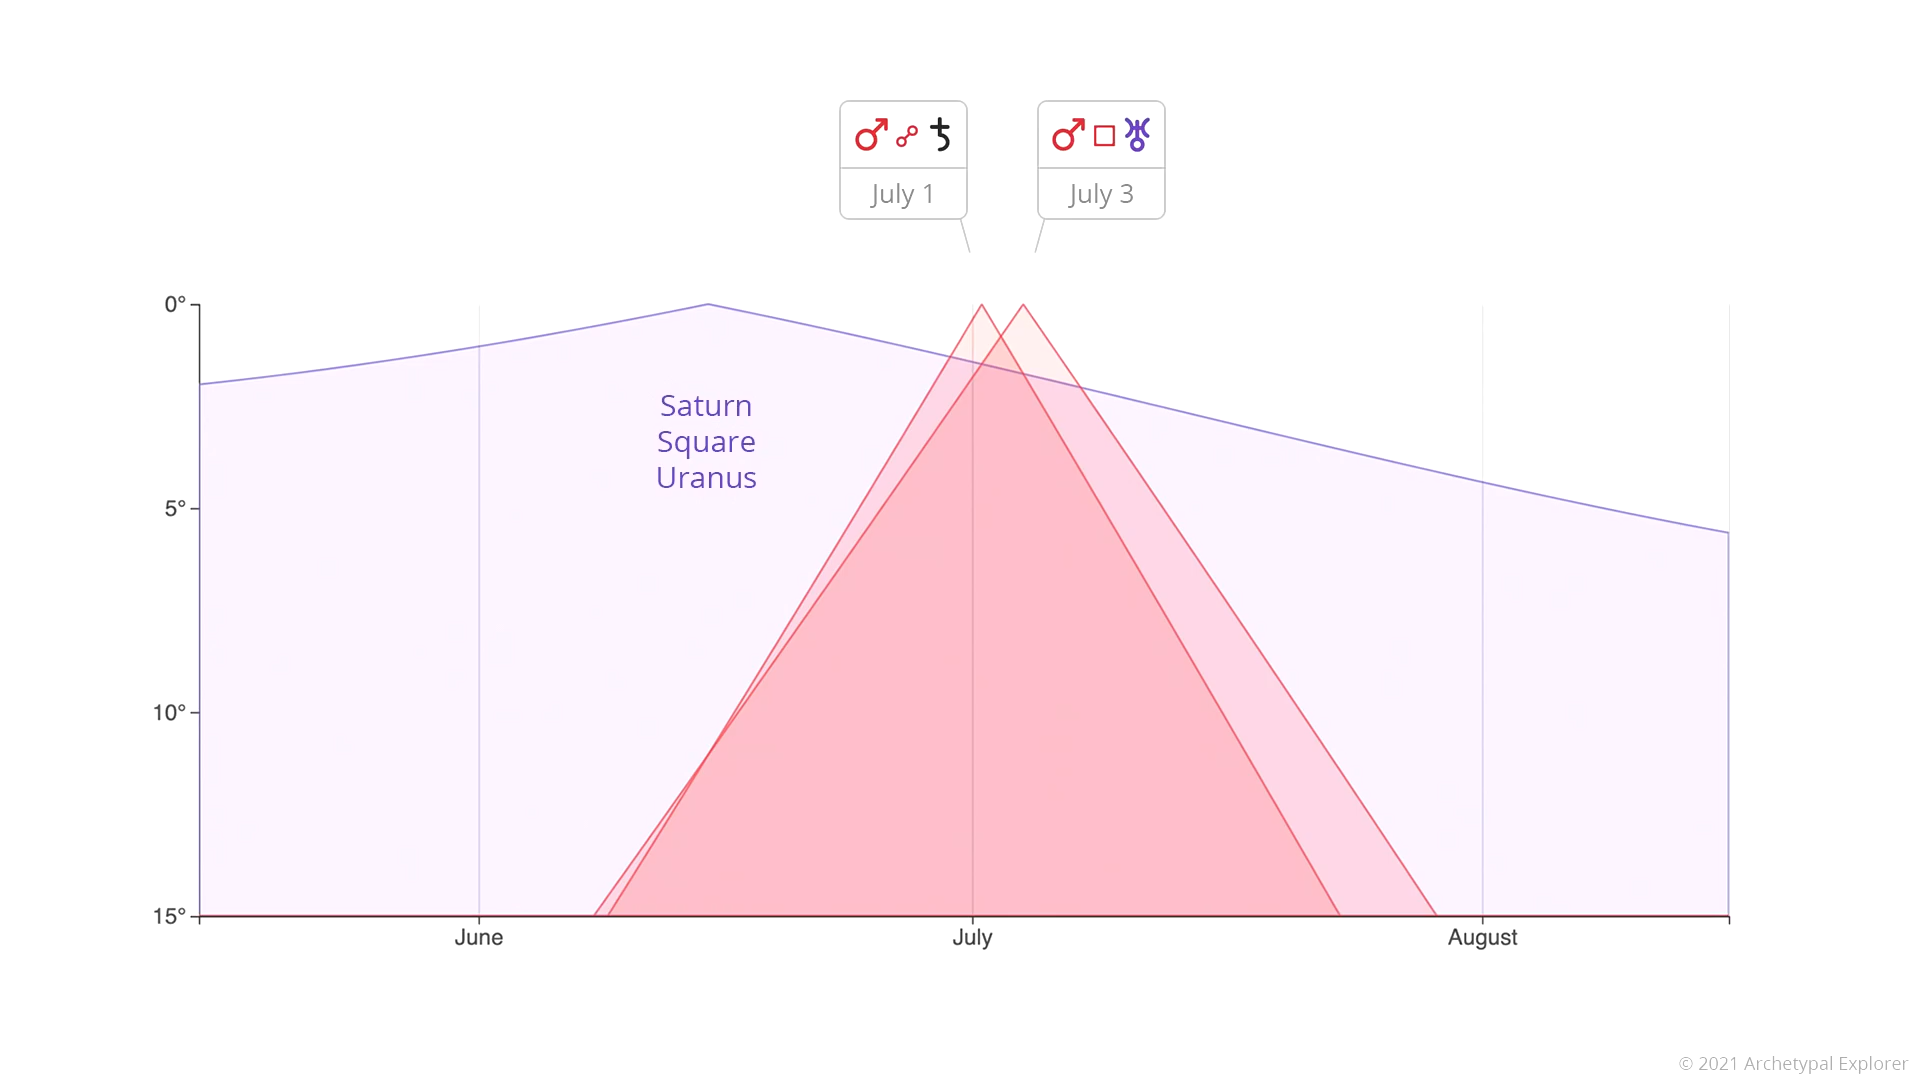 ♂ ☍ ♄
July 1
♂ □ ♅
July 3
0°
5°
10°
15°
Saturn
Square
Uranus
June
July
August
© 2021 Archetypal Explorer